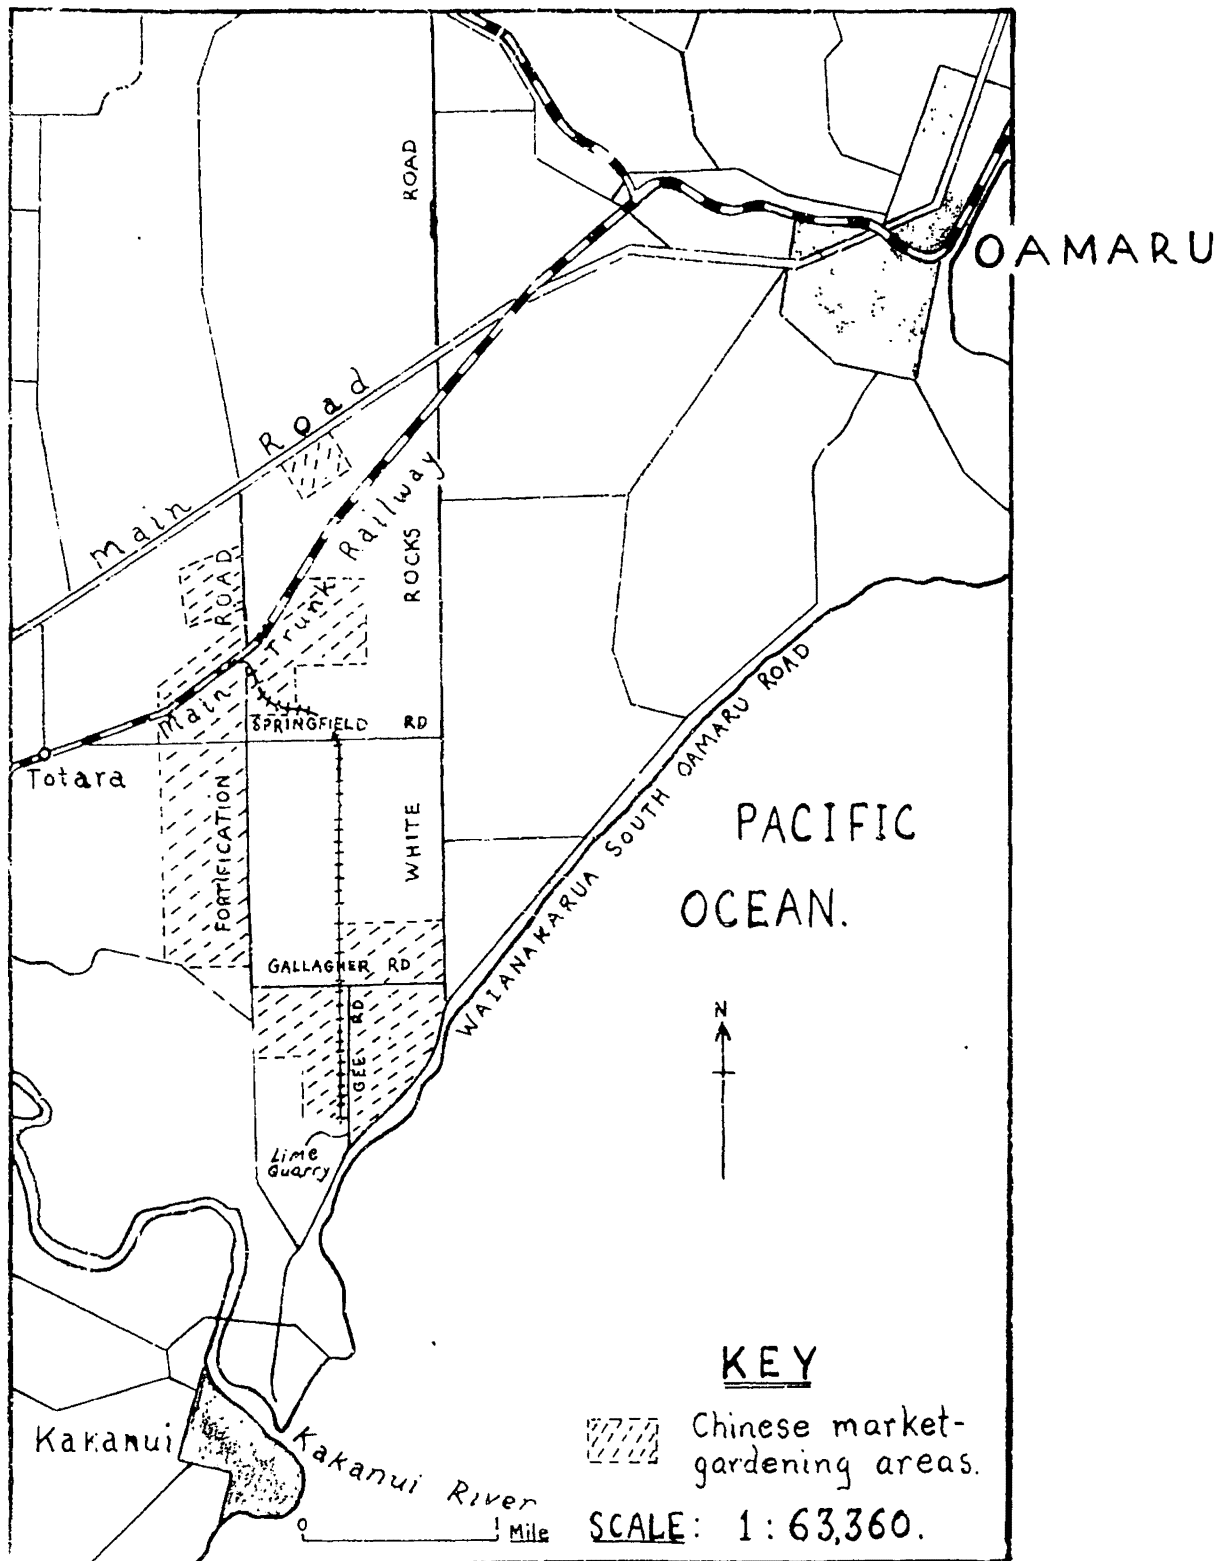 OAMARU
ROAD
Main Road
Main Trunk Railway
ROAD
ROCKS
SPRINGFIELD RD
Totara
FORTIFICATION
WHITE
WAIANAKARUA SOUTH OAMARU ROAD
PACIFIC
OCEAN.
GALLAGHER RD
GEE RD
N
Lime
Quarry
Kakanui
Kakanui River
KEY
Chinese market-
gardening areas.
0 1 Mile
SCALE: 1:63,360.